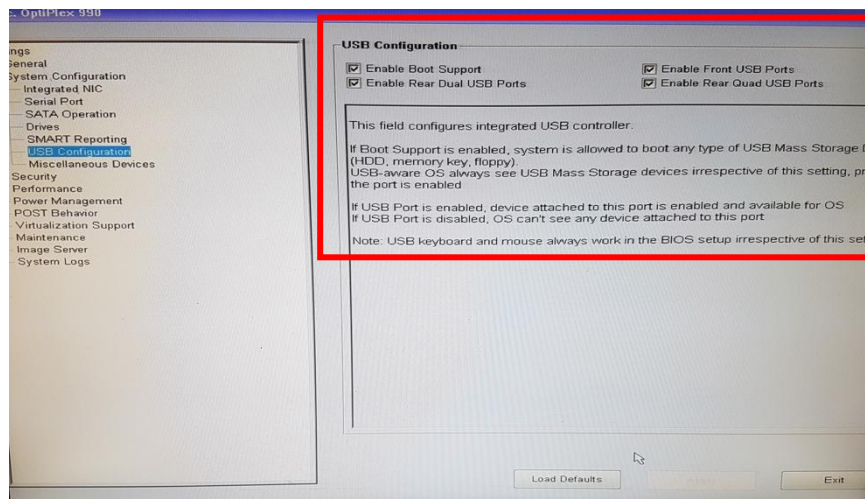 OptiPlex 990
ings
General
System Configuration
Integrated NIC
Serial Port
SATA Operation
Drives
SMART Reporting
USB Configuration
Miscellaneous Devices
Security
Performance
Power Management
POST Behavior
Virtualization Support
Maintenance
Image Server
System Logs
USB Configuration
Enable Boot Support
Enable Front USB Ports
Enable Rear Dual USB Ports
Enable Rear Quad USB Ports
This field configures integrated USB controller.
If Boot Support is enabled, system is allowed to boot any type of USB Mass Storage
(HDD, memory key, floppy).
USB-aware OS always see USB Mass Storage devices irrespective of this setting, pr
the port is enabled
If USB Port is enabled, device attached to this port is enabled and available for OS
If USB Port is disabled, OS can't see any device attached to this port
Note: USB keyboard and mouse always work in the BIOS setup irrespective of this set
Load Defaults
Exit